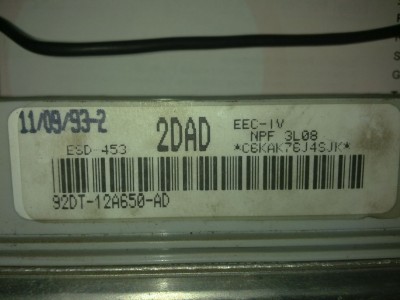 11/09/93-2
2DAD
EEC-IV
NPF 3L08
ESD-453
*C6KAK76J4SJK*
92DT-12A650-AD